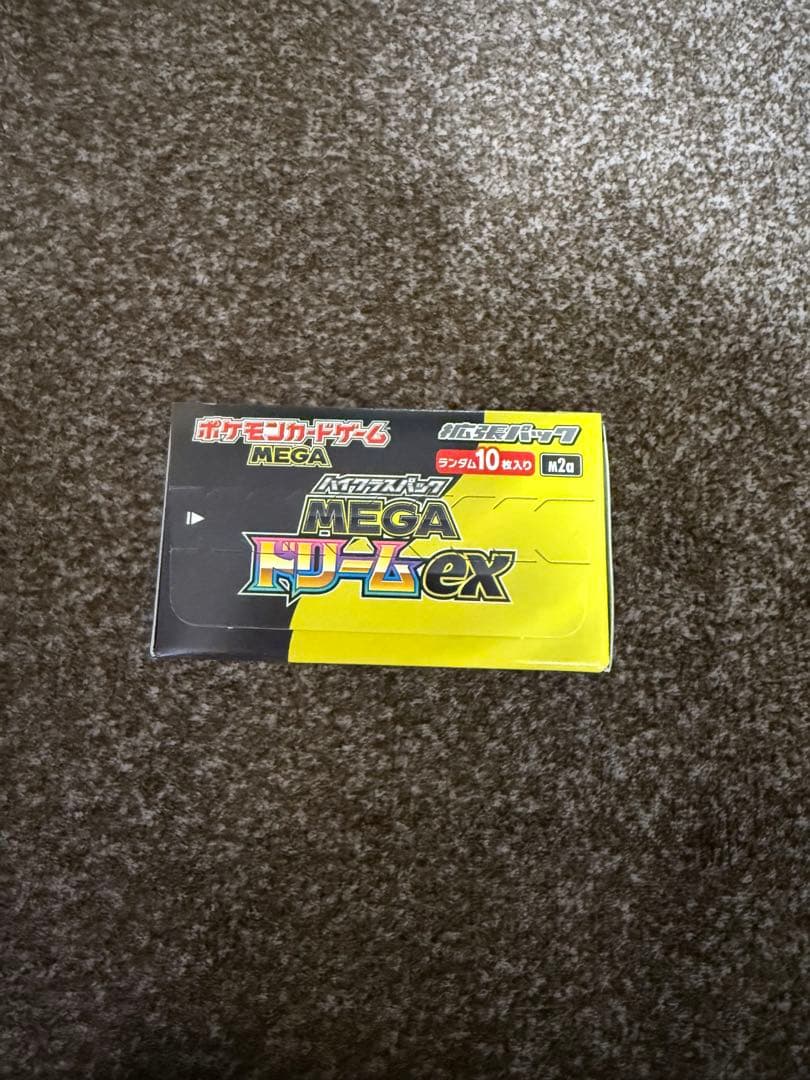 ポケモンカードゲーム
MEGA
拡張パック
ランダム10枚入り
M2a
ハイクラスパック
MEGA
ドリームex